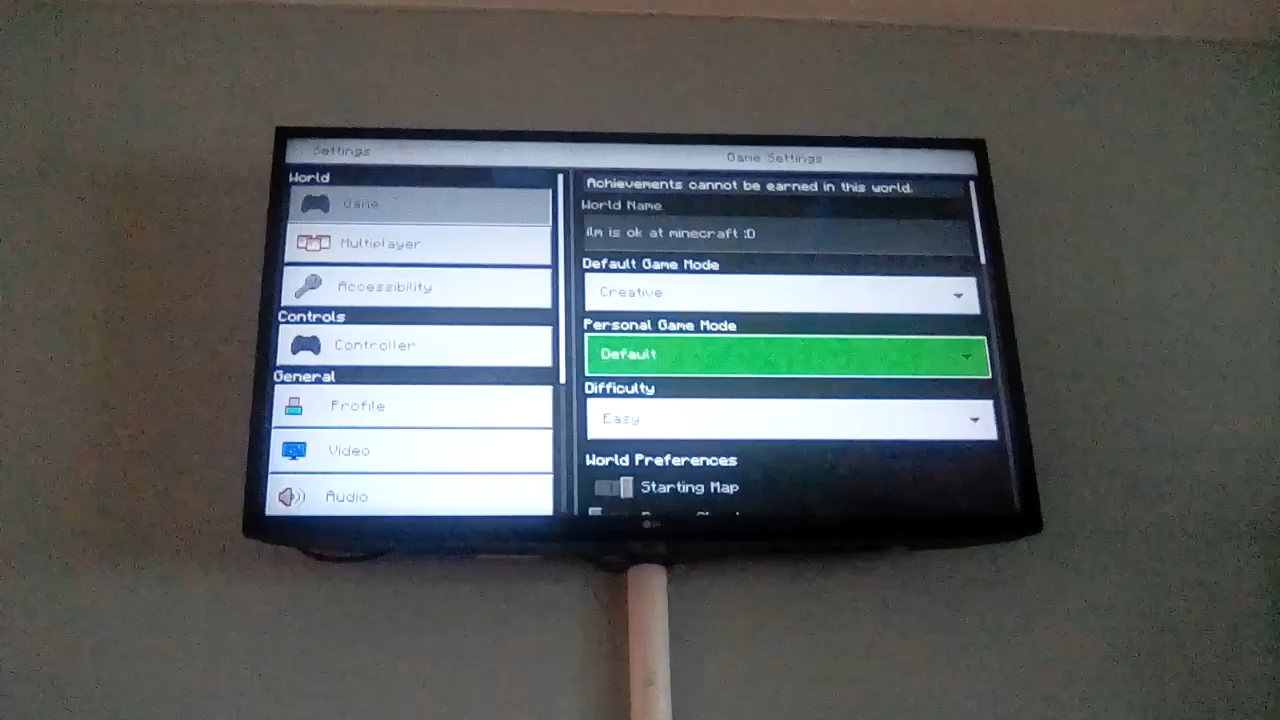 Settings
Game Settings
World
Game
Multiplayer
Accessibility
Controls
Controller
General
Profile
Video
Audio
Achievements cannot be earned in this world.
World Name
ilm is ok at minecraft :D
Default Game Mode
Creative
Personal Game Mode
Default
Difficulty
Easy
World Preferences
Starting Map